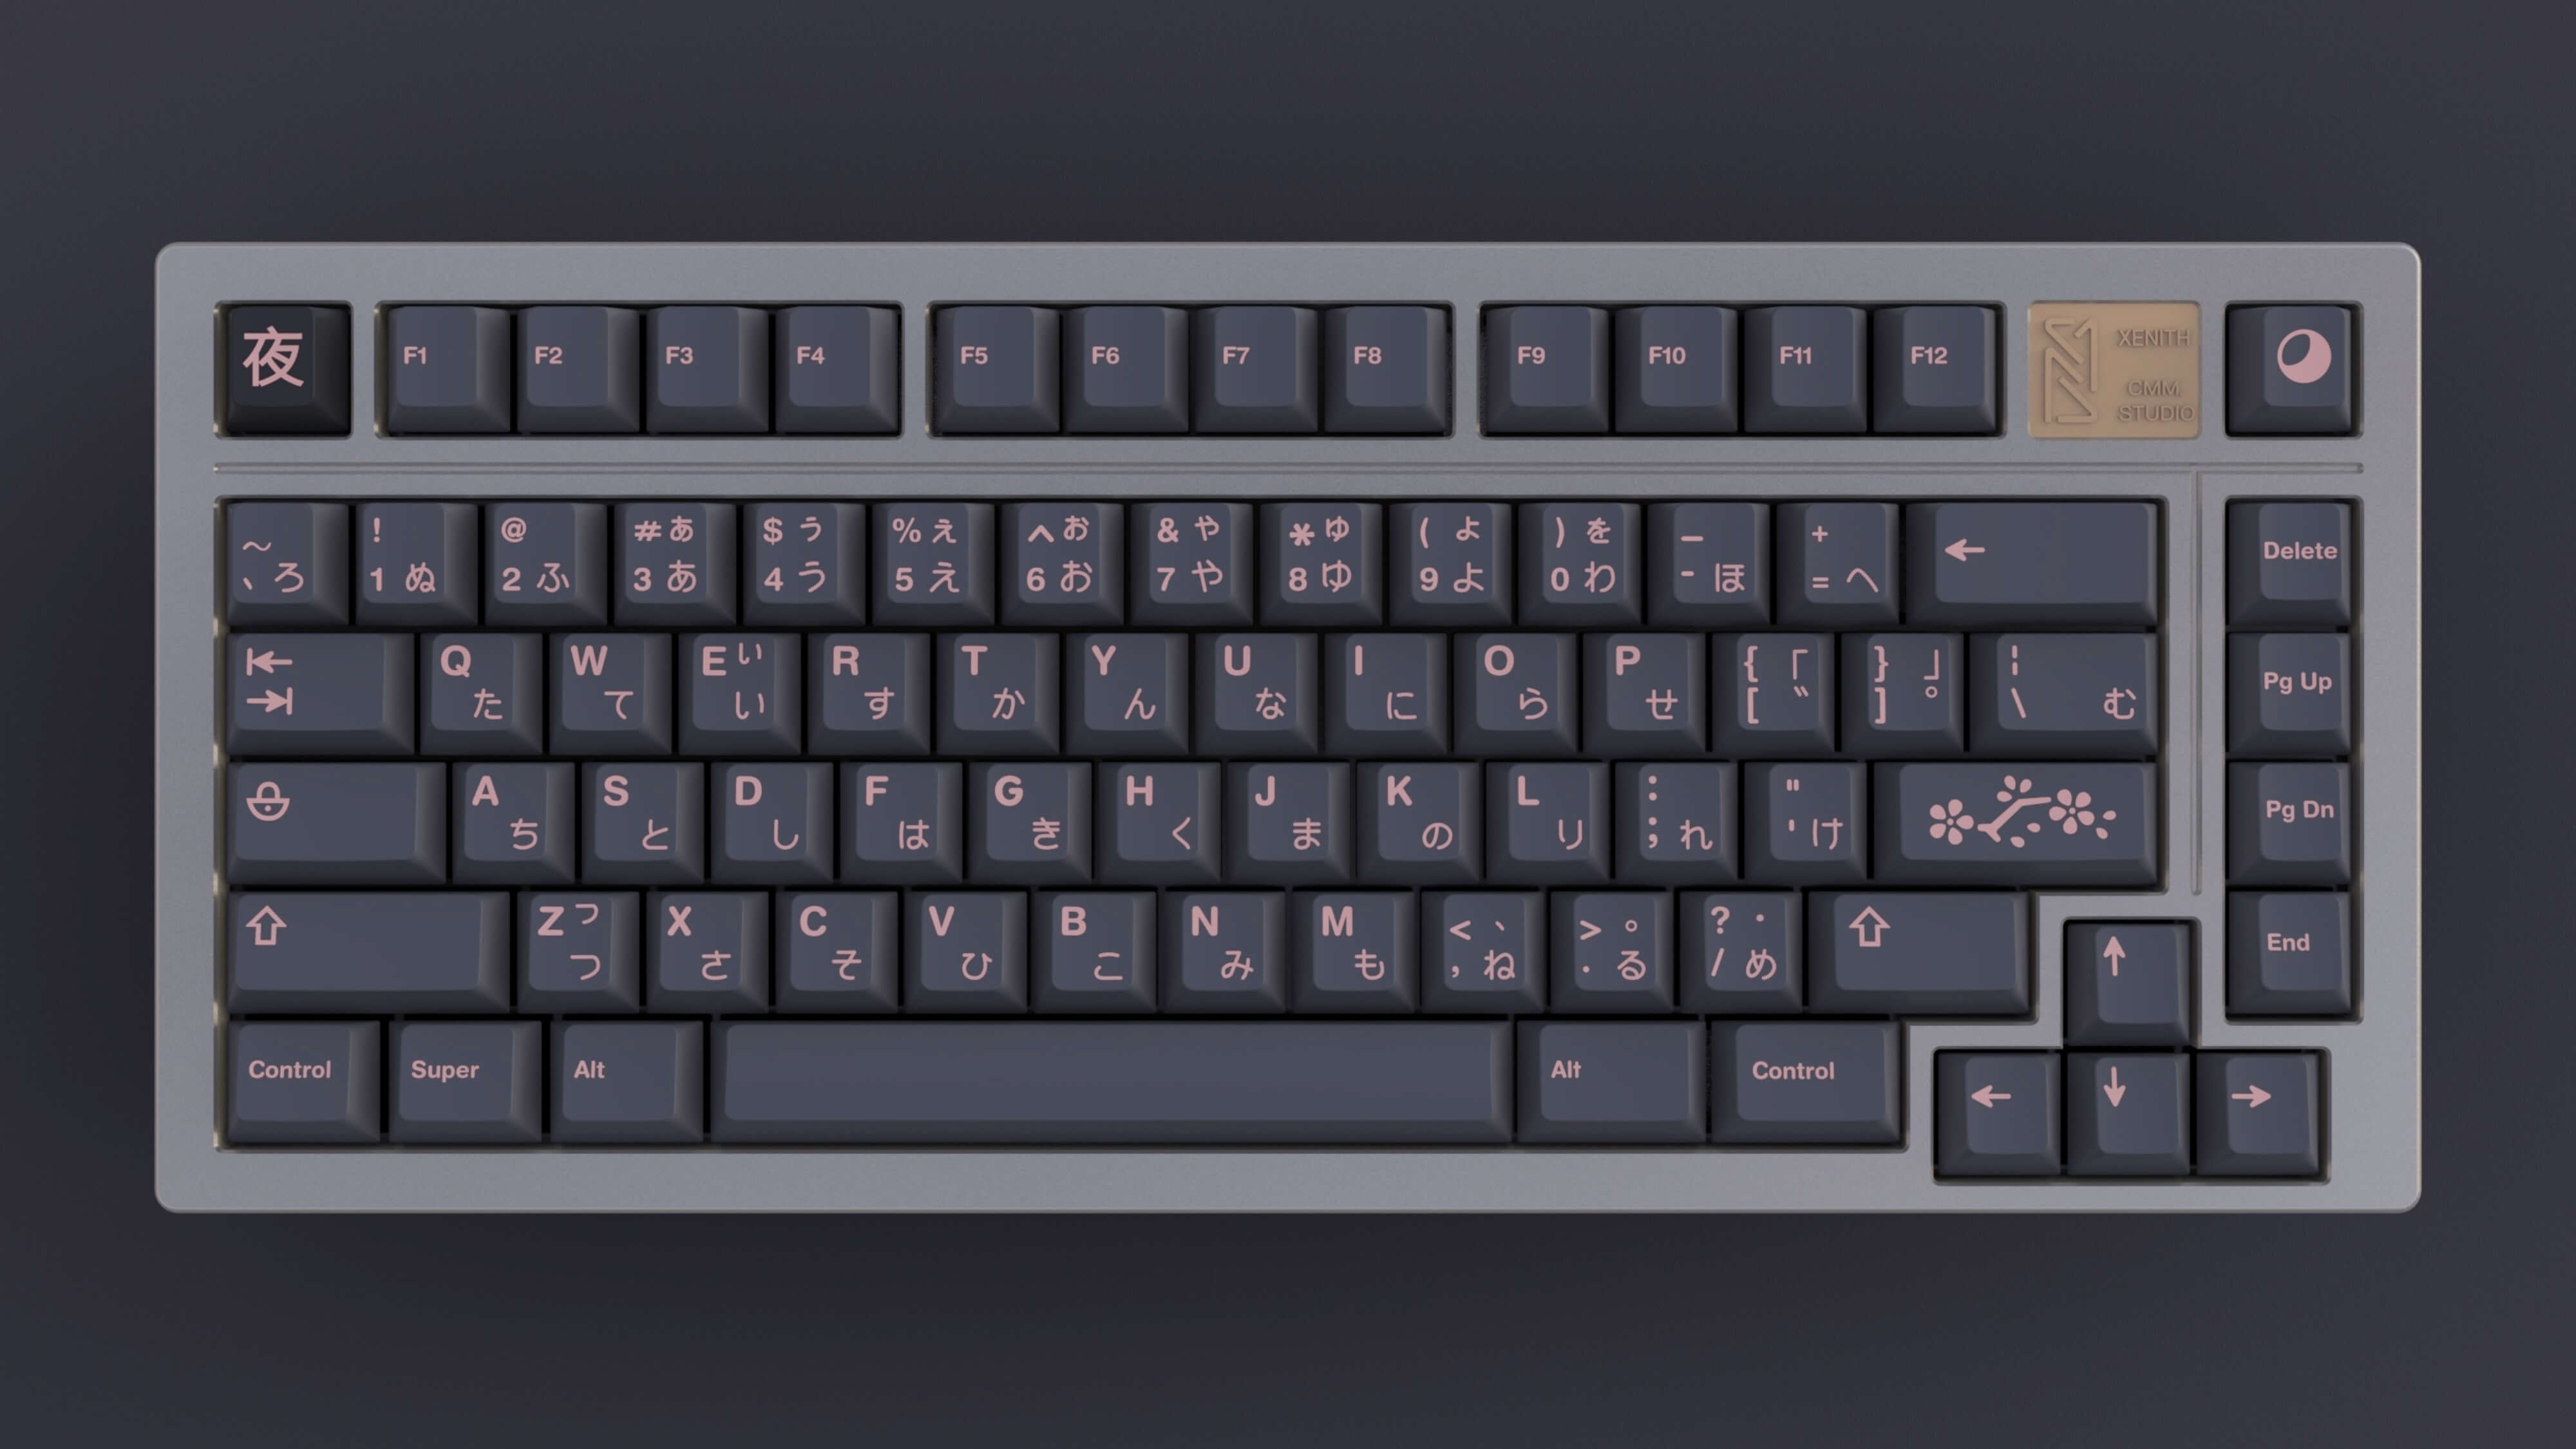 夜 F1 F2 F3 F4 F5 F6 F7 F8 F9 F10 F11 F12
XENITH
CMM.
STUDIO
~ ! @ # ぁ $ ぅ % ぇ ^ ぉ & ゃ * ゅ ( ょ ) を _ + ←
、 ろ 1 ぬ 2 ふ 3 あ 4 う 5 え 6 お 7 や 8 ゆ 9 よ 0 わ - ほ = へ
Delete
Q W E ぃ R T Y U I O P { 「 } 」 ¦
た て い す か ん な に ら せ [ ゛ ] ゜ \ む
Pg Up
A S D F G H J K L : "
ち と し は き く ま の り ; れ ' け
Pg Dn
⇧ Z っ X C V B N M < 、 > 。 ? ・ ⇧
つ さ そ ひ こ み も , ね . る / め
End
↑
Control Super Alt Alt Control
← ↓ →